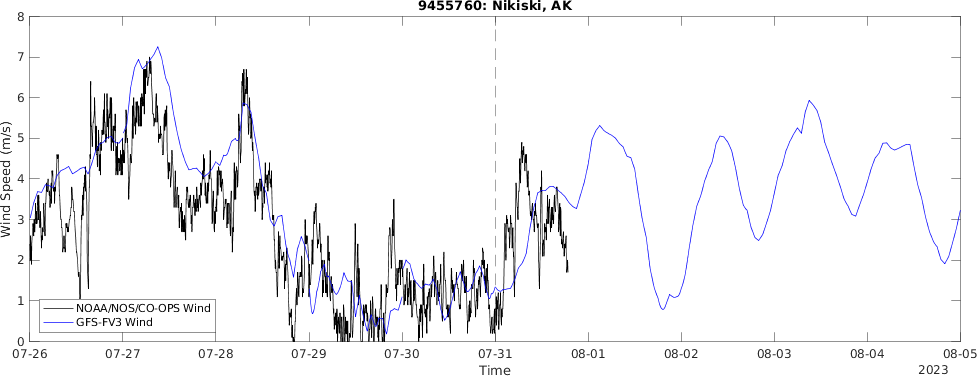 9455760: Nikiski, AK
8
7
6
5
4
3
2
1
0
Wind Speed (m/s)
NOAA/NOS/CO-OPS Wind
GFS-FV3 Wind
07-26 07-27 07-28 07-29 07-30 07-31 08-01 08-02 08-03 08-04 08-05
Time
2023